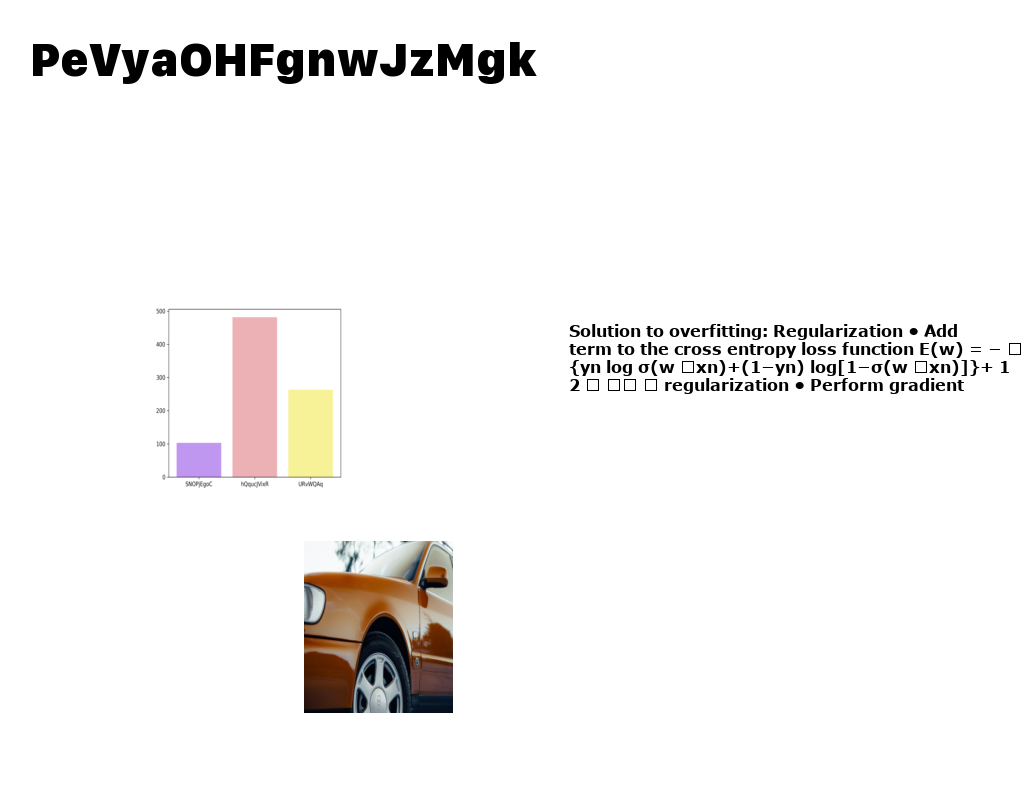 PeVyaOHFgnwJzMgk
500
400
300
200
100
0
SNOPjEgoC hQqucJVixR URvWQAq
Solution to overfitting: Regularization • Add
term to the cross entropy loss function E(w) = − □
{yn log σ(w □xn)+(1−yn) log[1−σ(w □xn)]}+ 1
2 □ □□ □ regularization • Perform gradient